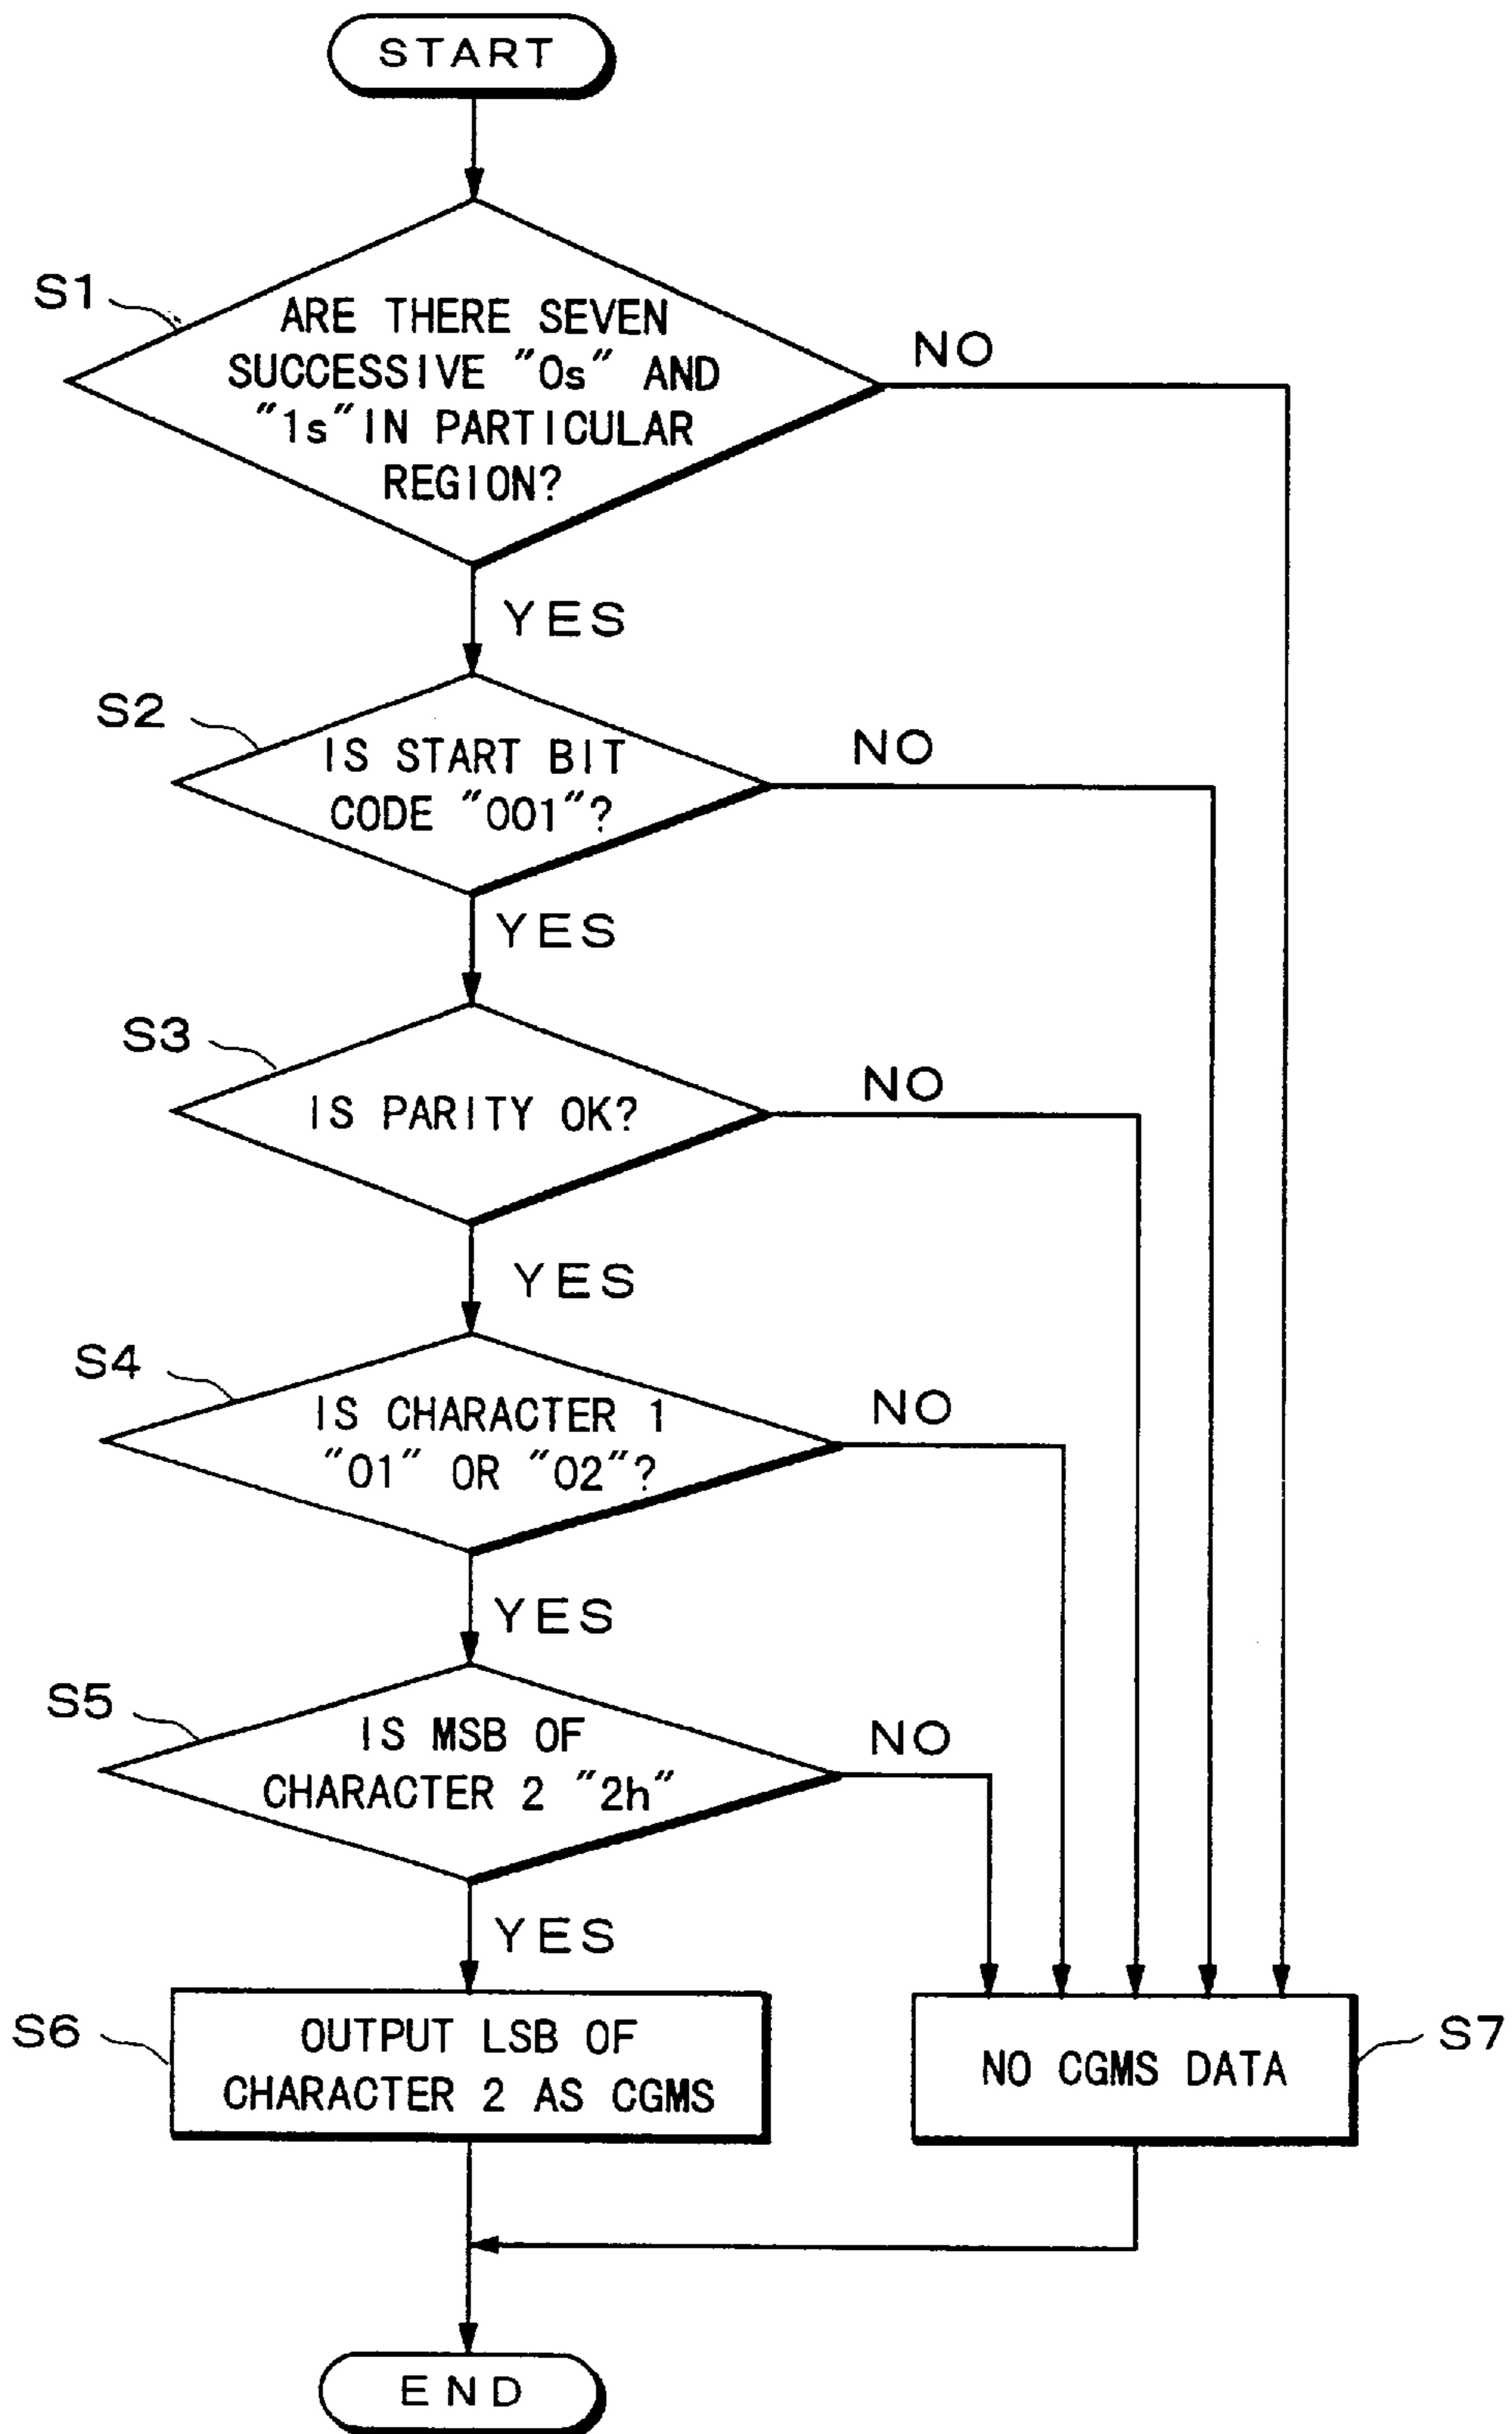 START
S1
ARE THERE SEVEN
SUCCESSIVE "0s" AND
"1s" IN PARTICULAR
REGION?
NO
YES
S2
IS START BIT
CODE "001"?
NO
YES
S3
IS PARITY OK?
NO
YES
S4
IS CHARACTER 1
"01" OR "02"?
NO
YES
S5
IS MSB OF
CHARACTER 2 "2h"
NO
YES
S6
OUTPUT LSB OF
CHARACTER 2 AS CGMS
NO CGMS DATA
S7
END